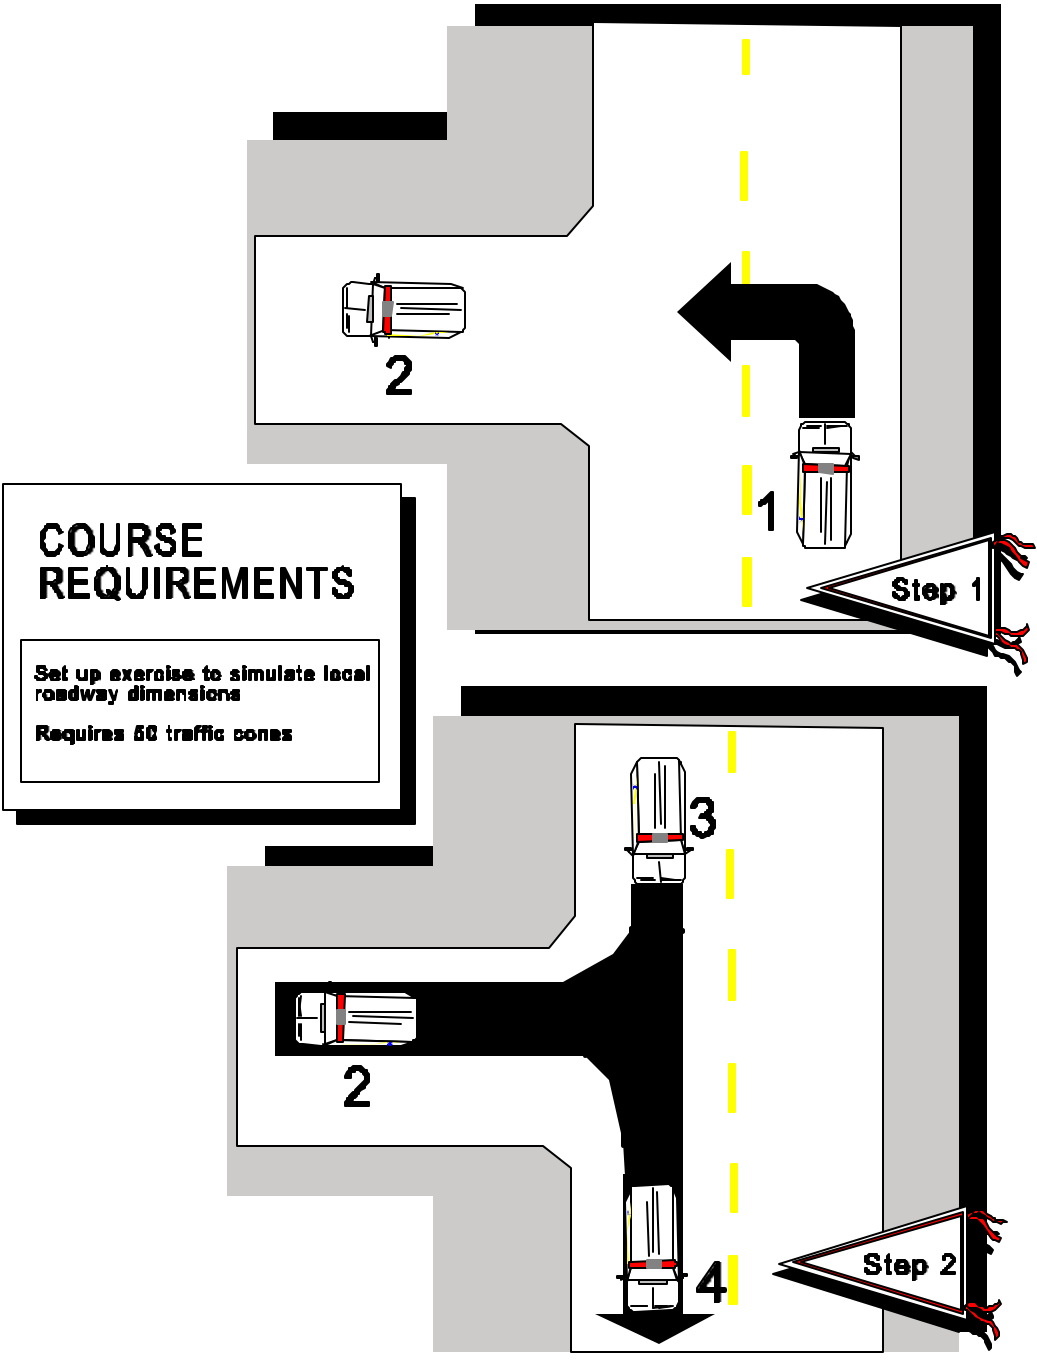 2
1
Step 1
COURSE
REQUIREMENTS
Set up exercise to simulate local
roadway dimensions
Requires 50 traffic cones
3
2
4
Step 2